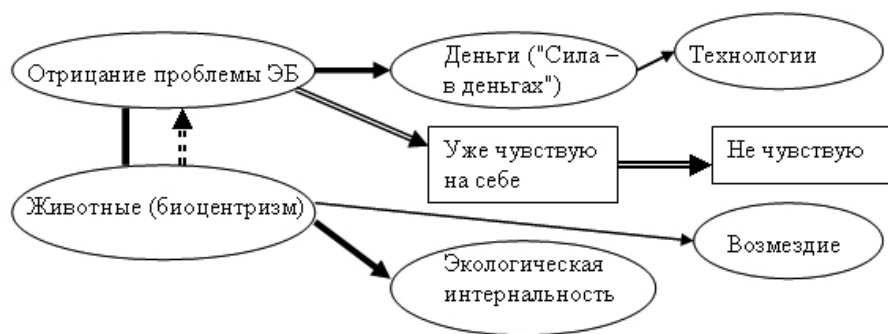 Отрицание проблемы ЭБ
Деньги ("Сила –
в деньгах")
Технологии
Уже чувствую
на себе
Не чувствую
Животные (биоцентризм)
Возмездие
Экологическая
интернальность